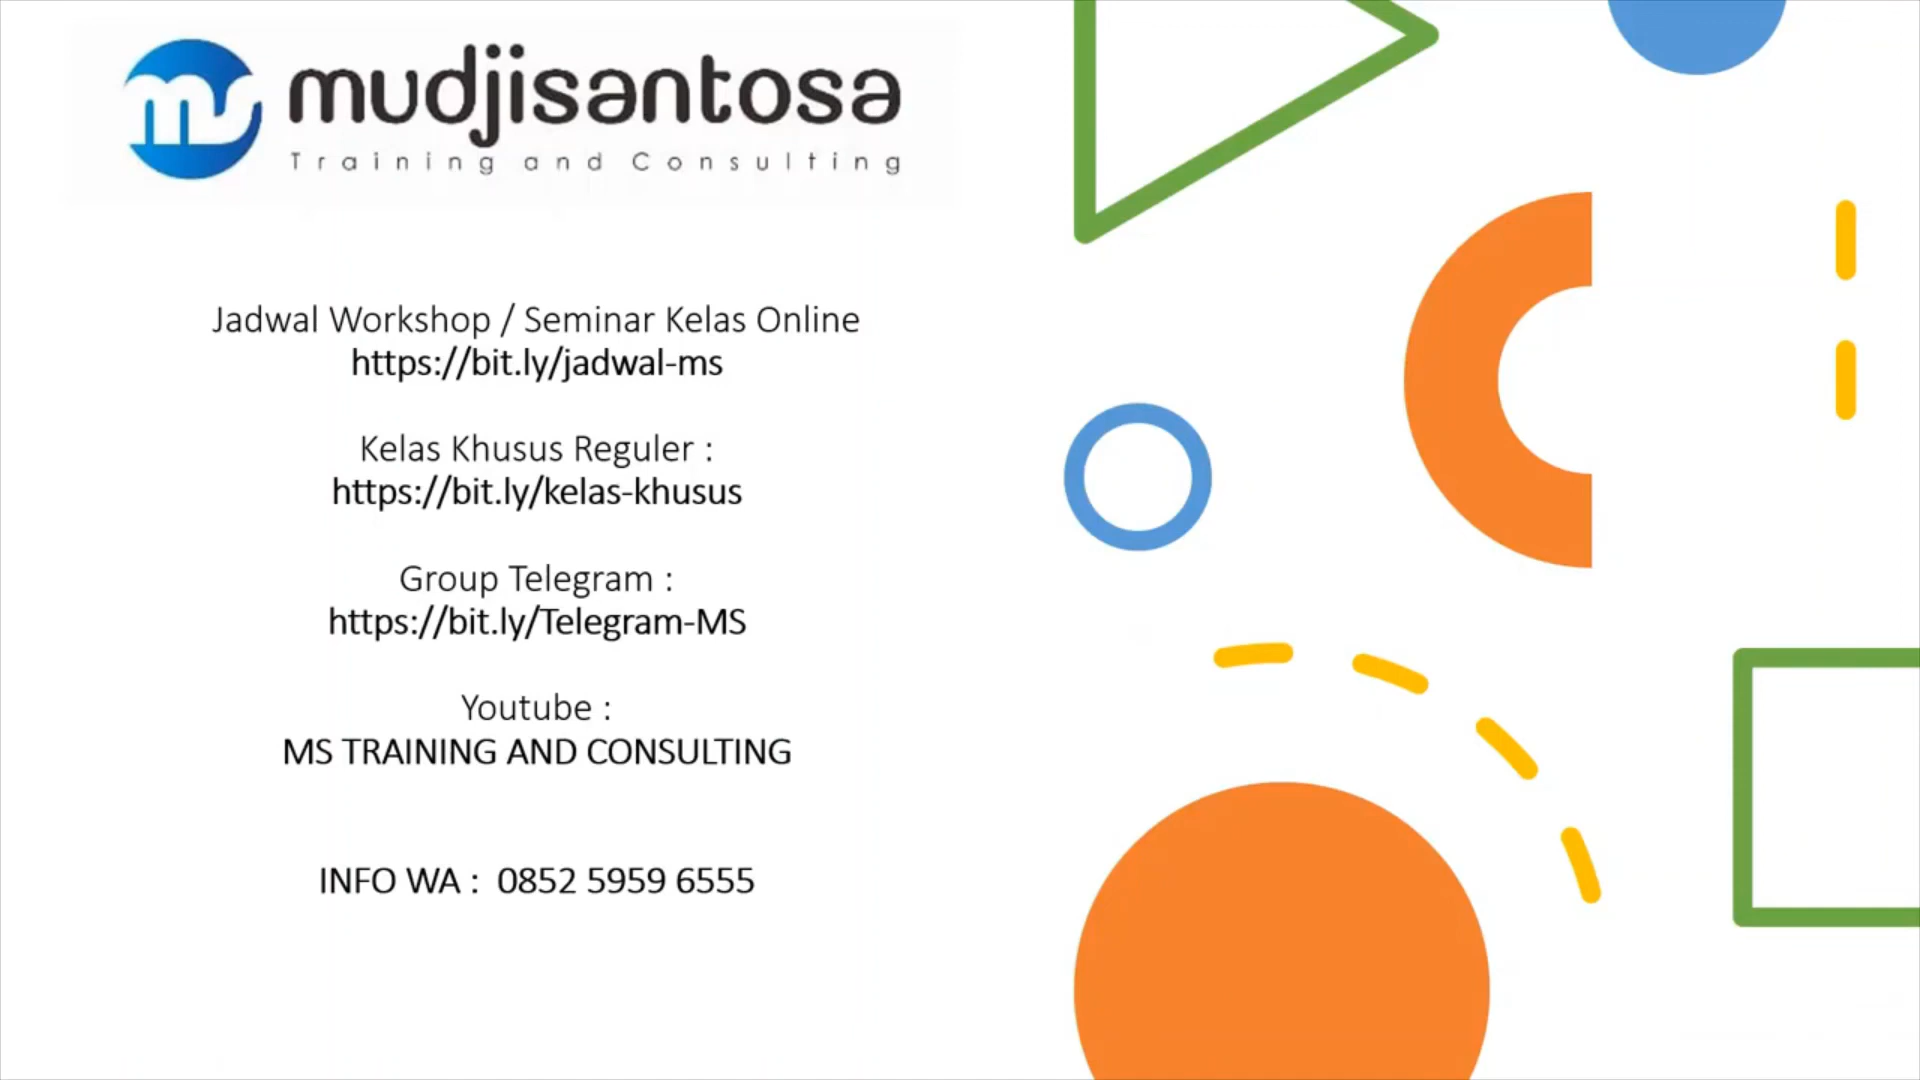 mudjisantosa
Training and Consulting
Jadwal Workshop / Seminar Kelas Online
https://bit.ly/jadwal-ms
Kelas Khusus Reguler :
https://bit.ly/kelas-khusus
Group Telegram :
https://bit.ly/Telegram-MS
Youtube :
MS TRAINING AND CONSULTING
INFO WA :  0852 5959 6555